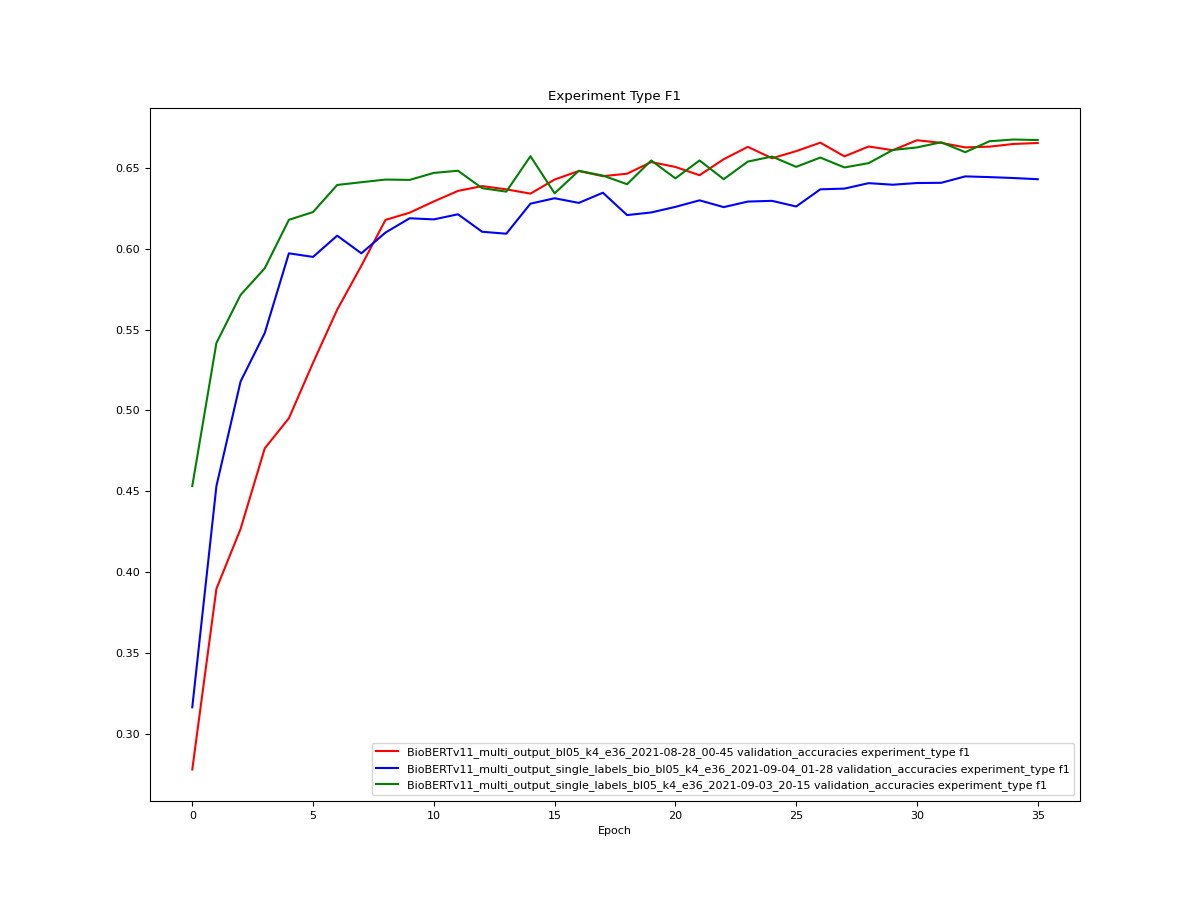 Experiment Type F1
0.65
0.60
0.55
0.50
0.45
0.40
0.35
0.30
BioBERTv11_multi_output_bl05_k4_e36_2021-08-28_00-45 validation_accuracies experiment_type f1
BioBERTv11_multi_output_single_labels_bio_bl05_k4_e36_2021-09-04_01-28 validation_accuracies experiment_type f1
BioBERTv11_multi_output_single_labels_bl05_k4_e36_2021-09-03_20-15 validation_accuracies experiment_type f1
0 5 10 15 20 25 30 35
Epoch